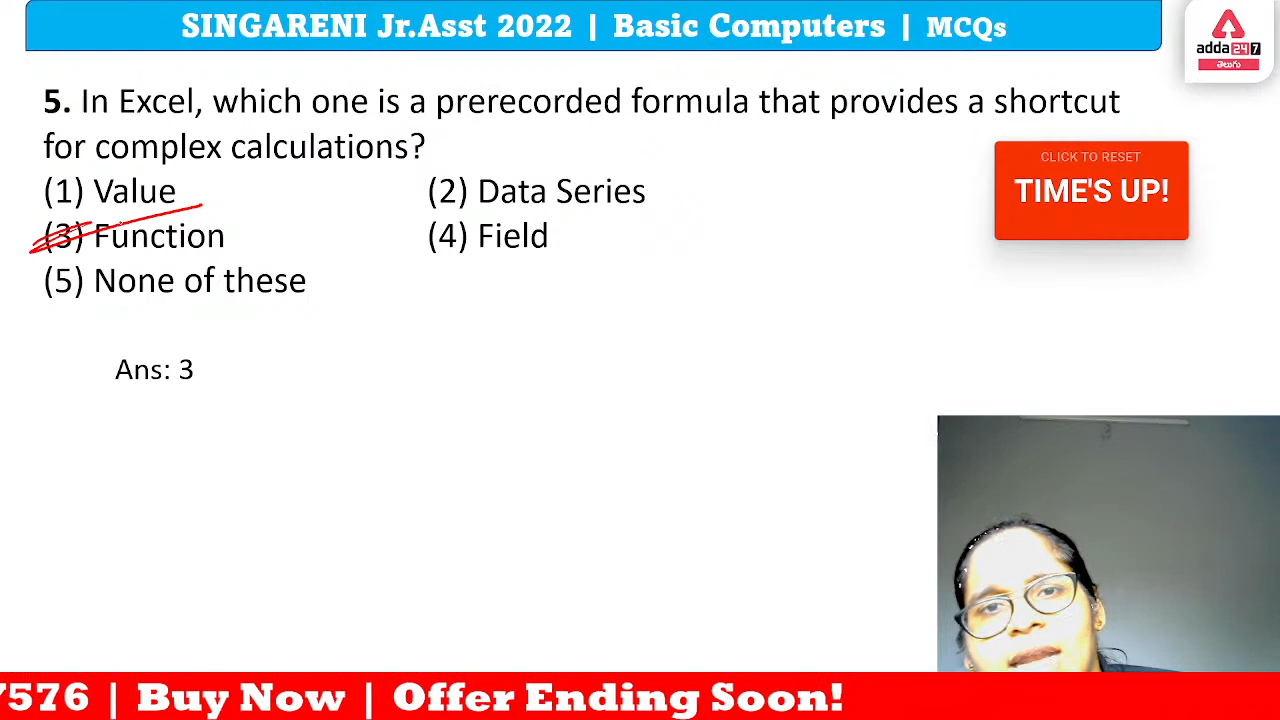 SINGARENI Jr.Asst 2022 | Basic Computers | MCQs
adda247
తెలుగు
5. In Excel, which one is a prerecorded formula that provides a shortcut
for complex calculations?
CLICK TO RESET
TIME'S UP!
(1) Value (2) Data Series
(3) Function (4) Field
(5) None of these
Ans: 3
7576 | Buy Now | Offer Ending Soon!